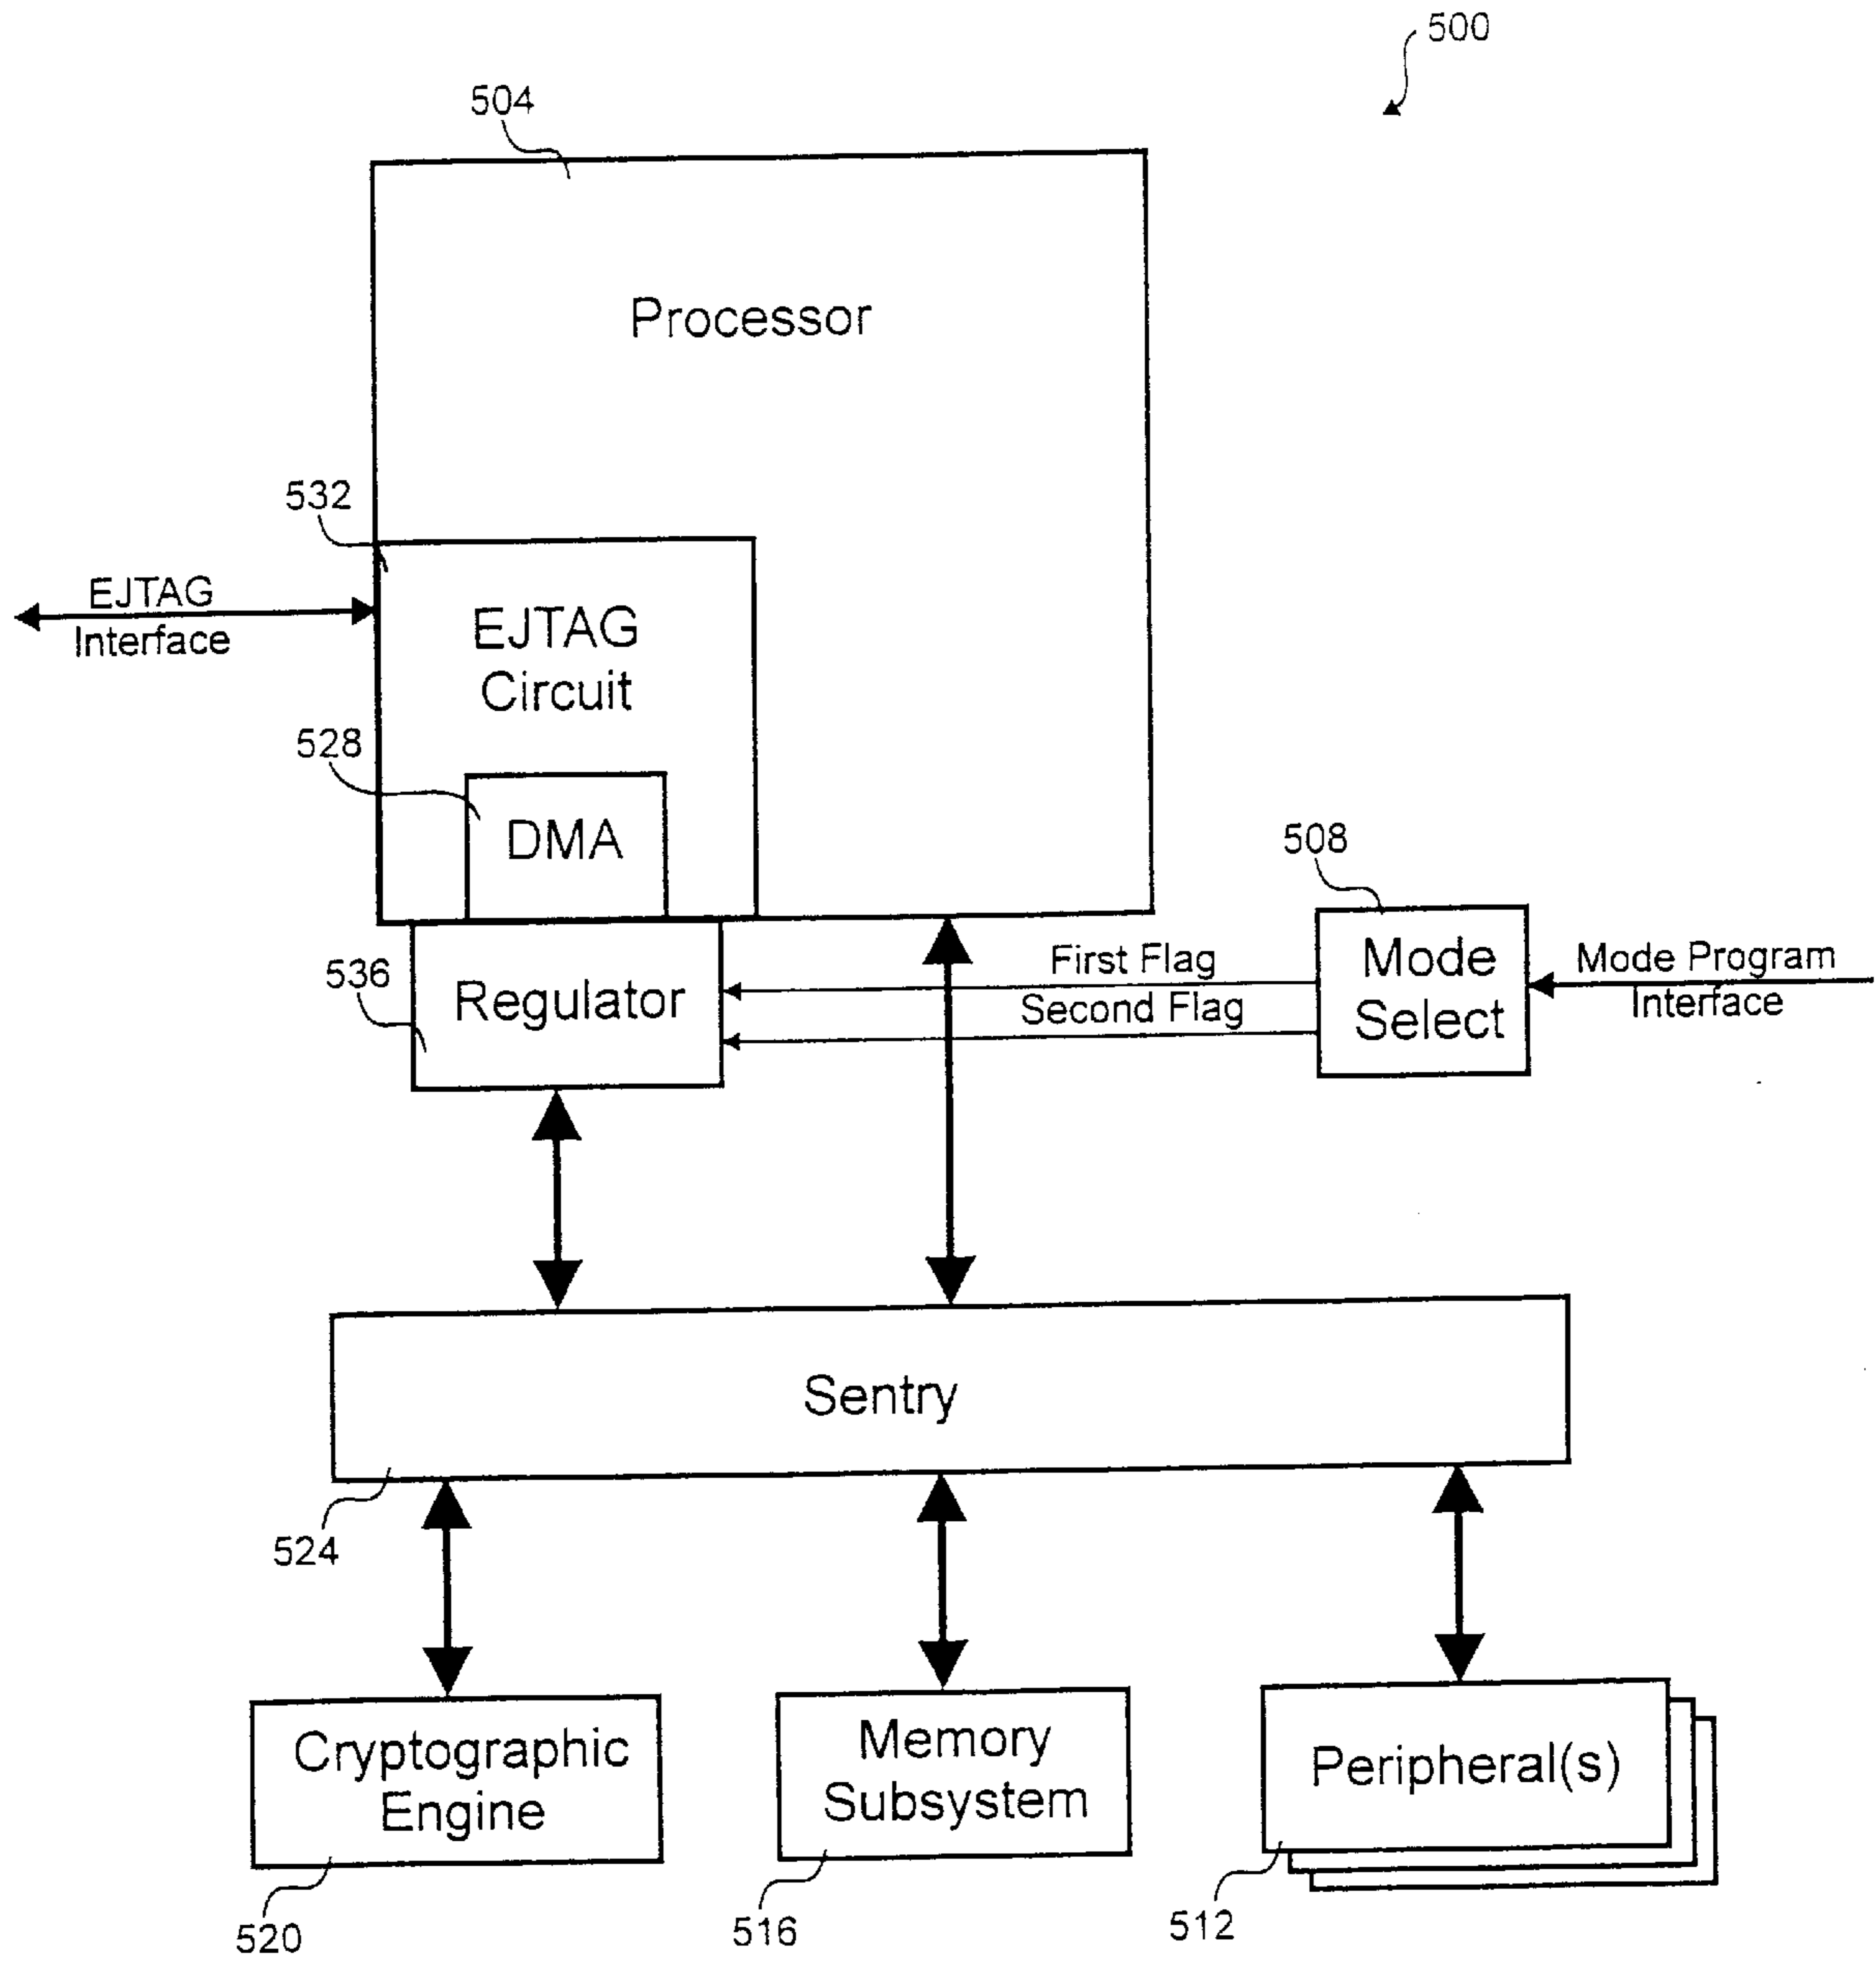 500
504
Processor
532
EJTAG
Interface
EJTAG
Circuit
528
DMA
508
Mode
Select
First Flag
Second Flag
Mode Program
Interface
536
Regulator
Sentry
524
Cryptographic
Engine
Memory
Subsystem
Peripheral(s)
520
516
512